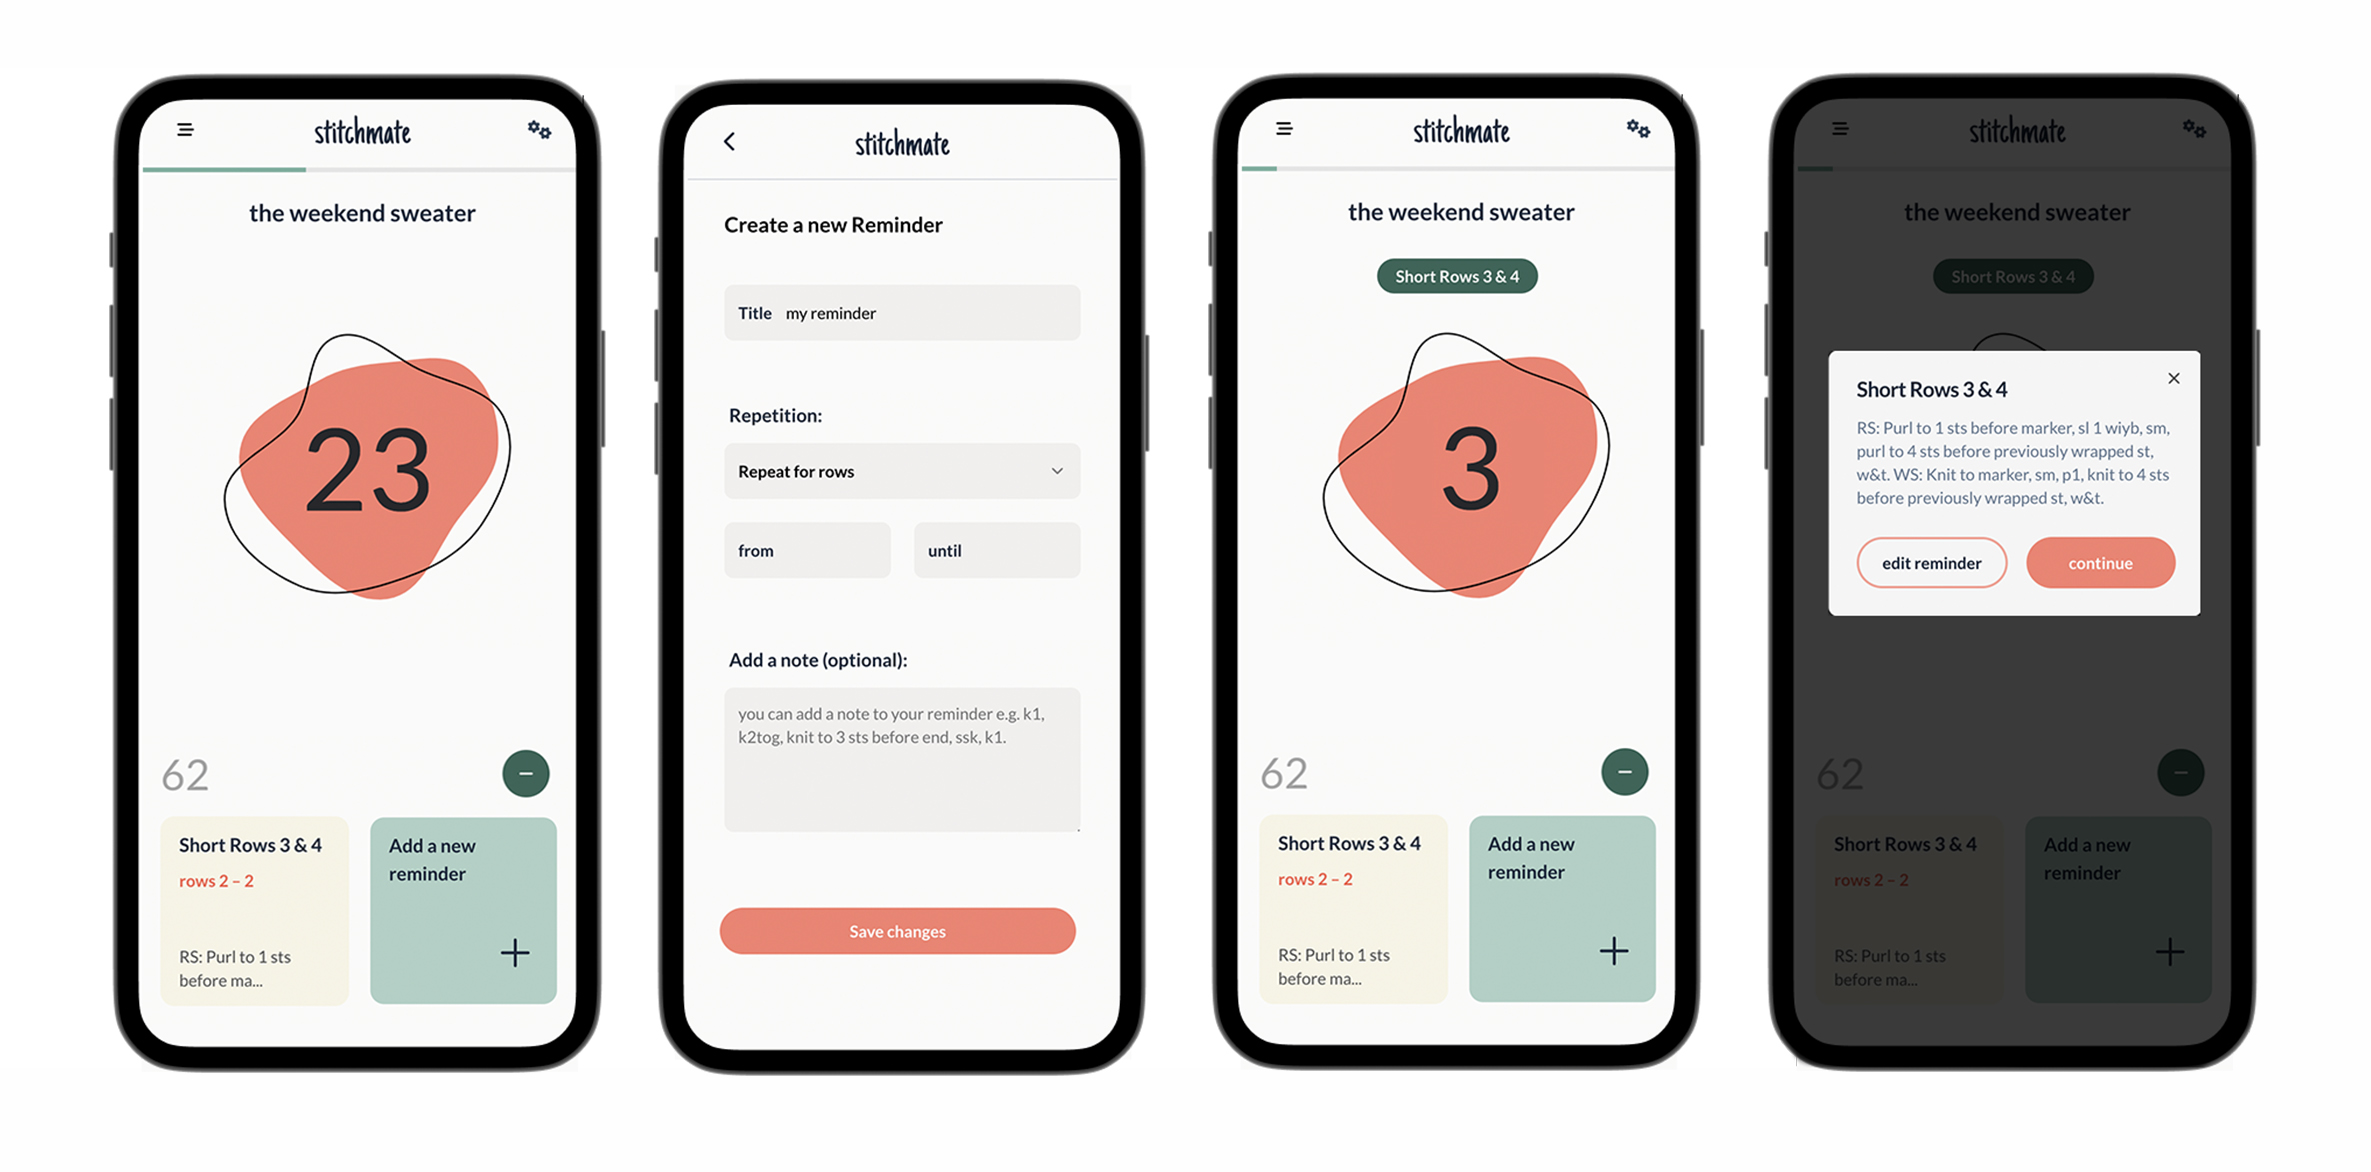 stitchmate
the weekend sweater
23
62
Short Rows 3 & 4
rows 2 – 2
RS: Purl to 1 sts
before ma...
Add a new
reminder
stitchmate
Create a new Reminder
Title my reminder
Repetition:
Repeat for rows
from until
Add a note (optional):
you can add a note to your reminder e.g. k1,
k2tog, knit to 3 sts before end, ssk, k1.
Save changes
stitchmate
the weekend sweater
Short Rows 3 & 4
3
62
Short Rows 3 & 4
rows 2 – 2
RS: Purl to 1 sts
before ma...
Add a new
reminder
stitchmate
the weekend sweater
Short Rows 3 & 4
Short Rows 3 & 4
RS: Purl to 1 sts before marker, sl 1 wiyb, sm,
purl to 4 sts before previously wrapped st,
w&t. WS: Knit to marker, sm, p1, knit to 4 sts
before previously wrapped st, w&t.
edit reminder continue
62
Short Rows 3 & 4
rows 2 – 2
RS: Purl to 1 sts
before ma...
Add a new
reminder